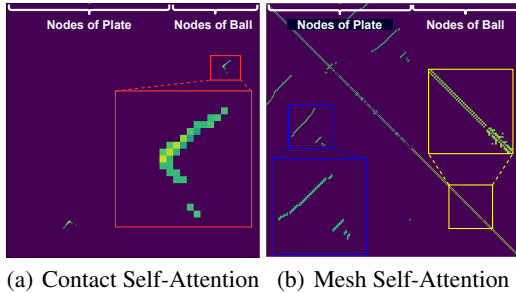 Nodes of Plate Nodes of Ball
Nodes of Plate Nodes of Ball
(a) Contact Self-Attention (b) Mesh Self-Attention